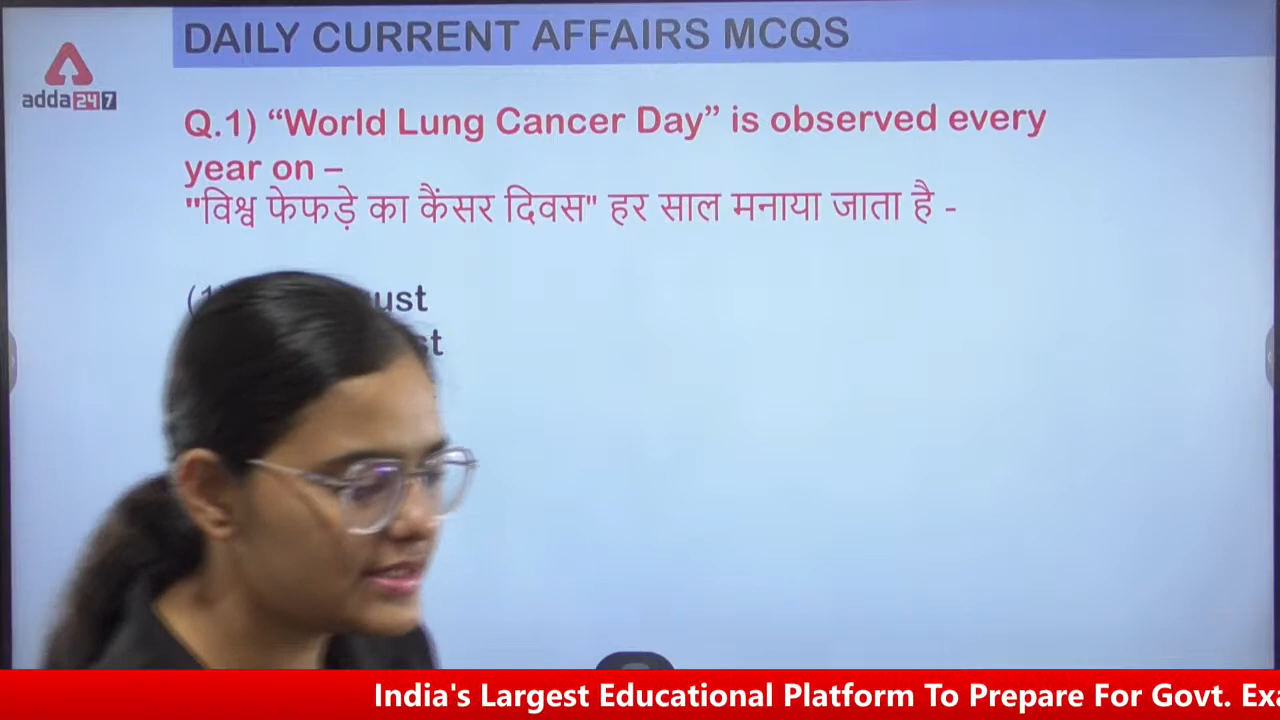 DAILY CURRENT AFFAIRS MCQS
adda247
Q.1) “World Lung Cancer Day” is observed every
year on –
"विश्व फेफड़े का कैंसर दिवस" हर साल मनाया जाता है -
India's Largest Educational Platform To Prepare For Govt.